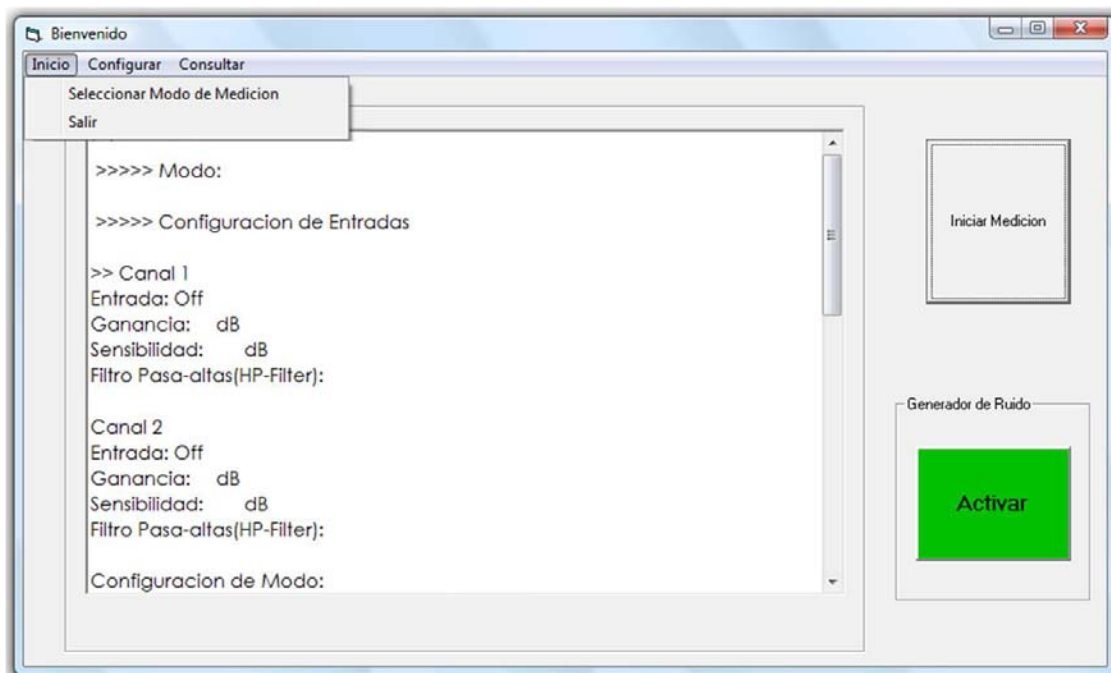 Bienvenido
Inicio Configurar Consultar
Seleccionar Modo de Medicion
Salir
>>>>> Modo:
>>>>> Configuracion de Entradas
>> Canal 1
Entrada: Off
Ganancia: dB
Sensibilidad: dB
Filtro Pasa-altas(HP-Filter):
Canal 2
Entrada: Off
Ganancia: dB
Sensibilidad: dB
Filtro Pasa-altas(HP-Filter):
Configuracion de Modo:
Iniciar Medicion
Generador de Ruido
Activar